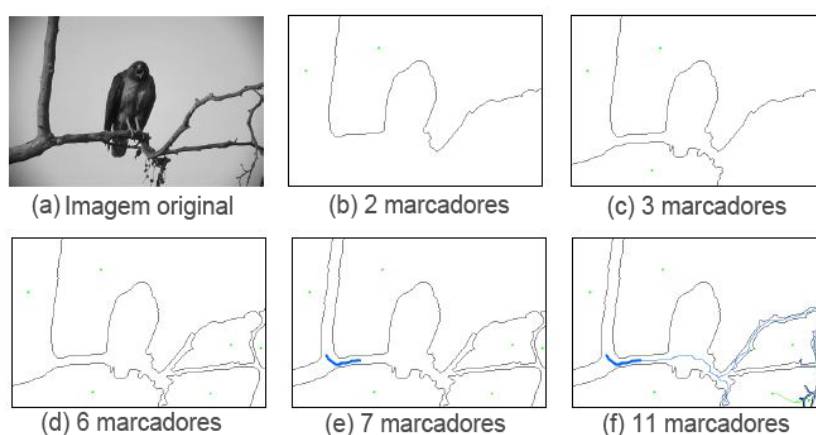 (a) Imagem original
(b) 2 marcadores
(c) 3 marcadores
(d) 6 marcadores
(e) 7 marcadores
(f) 11 marcadores